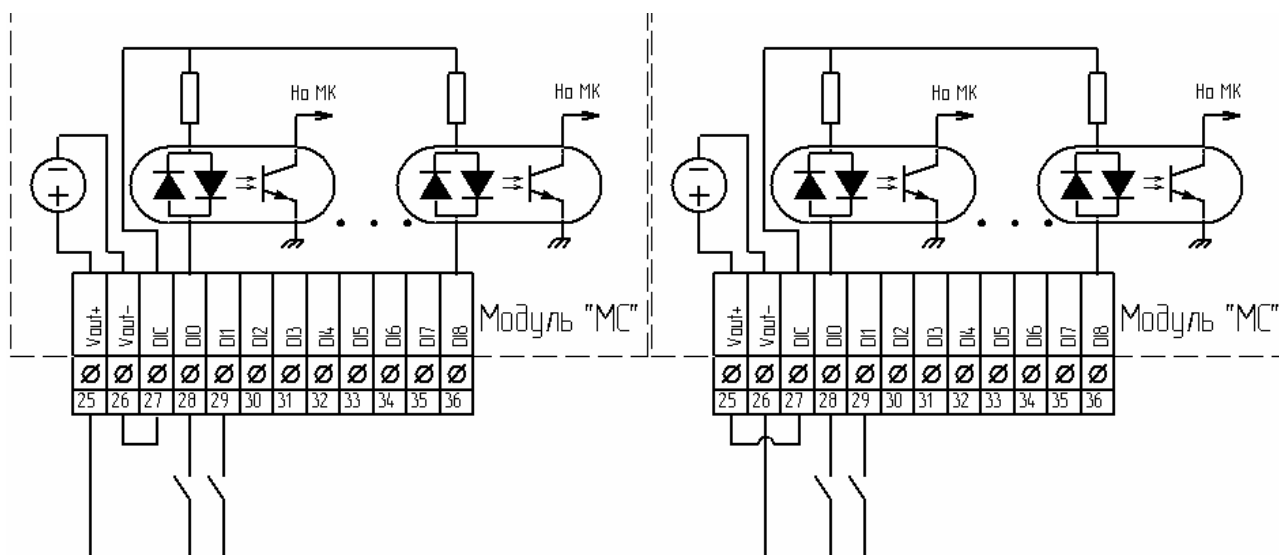 На МК
На МК
На МК
На МК
−
+
−
+
Vout+
Vout-
DIC
DI0
DI1
DI2
DI3
DI4
DI5
DI6
DI7
DI8
Модуль "МС"
Vout+
Vout-
DIC
DI0
DI1
DI2
DI3
DI4
DI5
DI6
DI7
DI8
Модуль "МС"
25 26 27 28 29 30 31 32 33 34 35 36
25 26 27 28 29 30 31 32 33 34 35 36